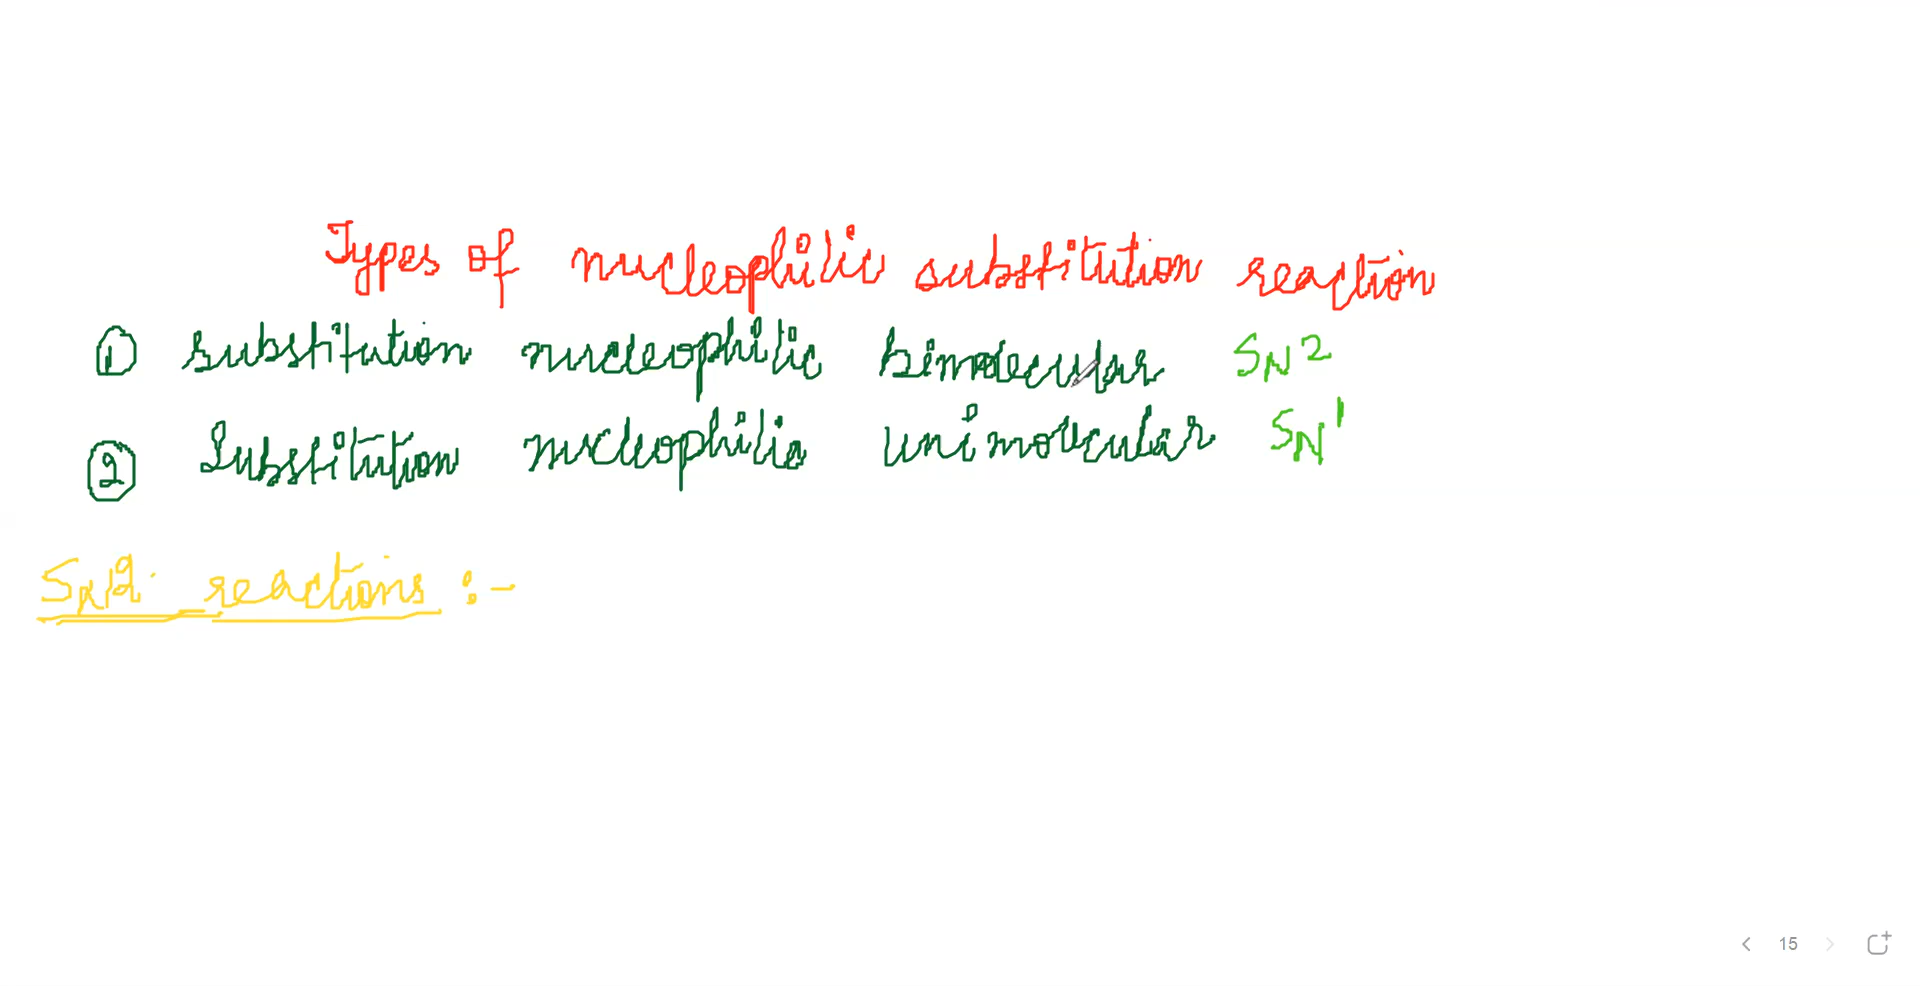 Types of nucleophilic substitution reaction
① substitution nucleophilic bimolecular SN2
② Substitution nucleophilic unimolecular SN1
SN2 reactions :-
15